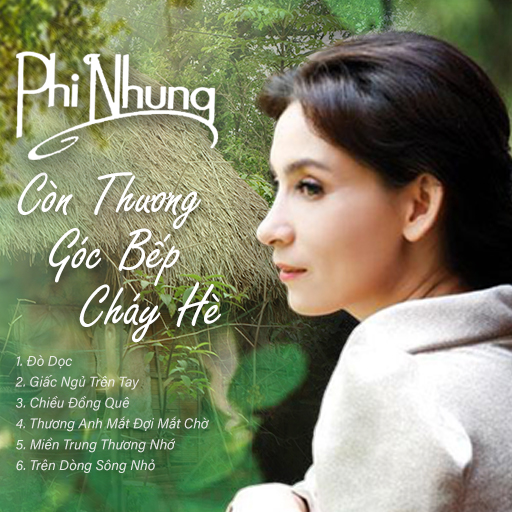 Phi Nhung
Còn Thương
Góc Bếp
Cháy Hè
1. Đò Dọc
2. Giấc Ngủ Trên Tay
3. Chiều Đồng Quê
4. Thương Anh Mắt Đợi Mắt Chờ
5. Miền Trung Thương Nhớ
6. Trên Dòng Sông Nhỏ